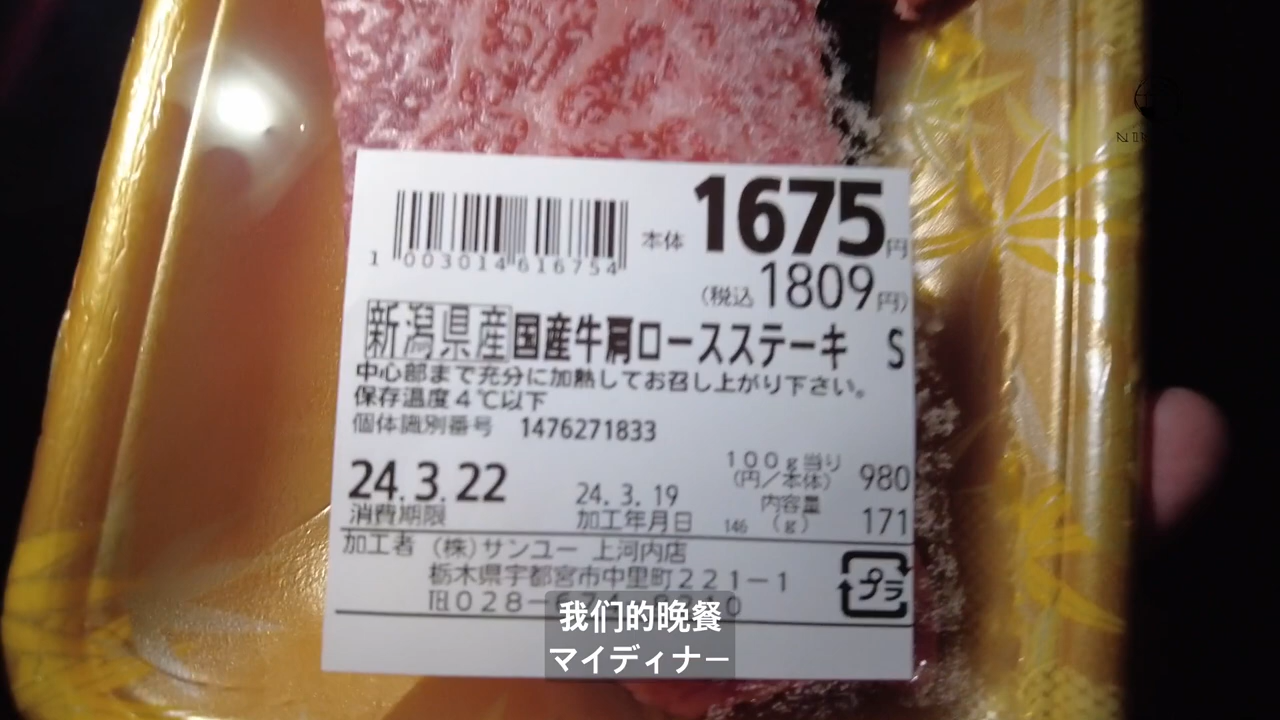 本体 1675円
1 003014 616754
(税込 1809円)
新潟県産国産牛肩ロースステーキ S
中心部まで充分に加熱してお召し上がり下さい。
保存温度4℃以下
個体識別番号 1476271833
100g当り
(円/本体) 980
24.3.22 24.3.19
内容量
消費期限 加工年月日 146 (g) 171
加工者 (株)サンユー 上河内店
栃木県宇都宮市中里町221-1
プラ
℡028-
我们的晚餐
マイディナー